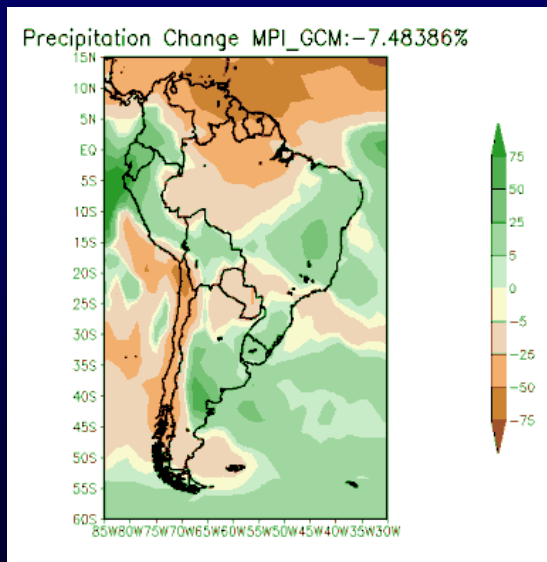 Precipitation Change MPI_GCM:-7.48386%
15N
10N
5N
EQ
5S
10S
15S
20S
25S
30S
35S
40S
45S
50S
55S
60S
85W80W75W70W65W60W55W50W45W40W35W30W
75
50
25
5
0
-5
-25
-50
-75